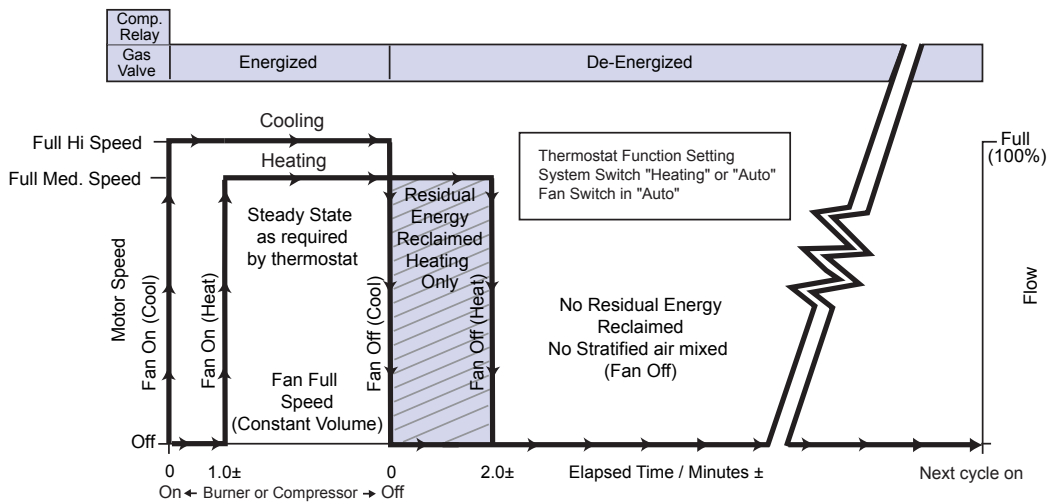 Comp.
Relay
Gas
Valve
Energized
De-Energized
Cooling
Full Hi Speed
Heating
Full Med. Speed
Full
(100%)
Thermostat Function Setting
System Switch "Heating" or "Auto"
Fan Switch in "Auto"
Motor Speed
Fan On (Cool)
Fan On (Heat)
Steady State
as required
by thermostat
Fan Full
Speed
(Constant Volume)
Fan Off (Cool)
Residual
Energy
Reclaimed
Heating
Only
Fan Off (Heat)
No Residual Energy
Reclaimed
No Stratified air mixed
(Fan Off)
Flow
Off
0 1.0± 0 2.0± Elapsed Time / Minutes ± Next cycle on
On ← Burner or Compressor → Off